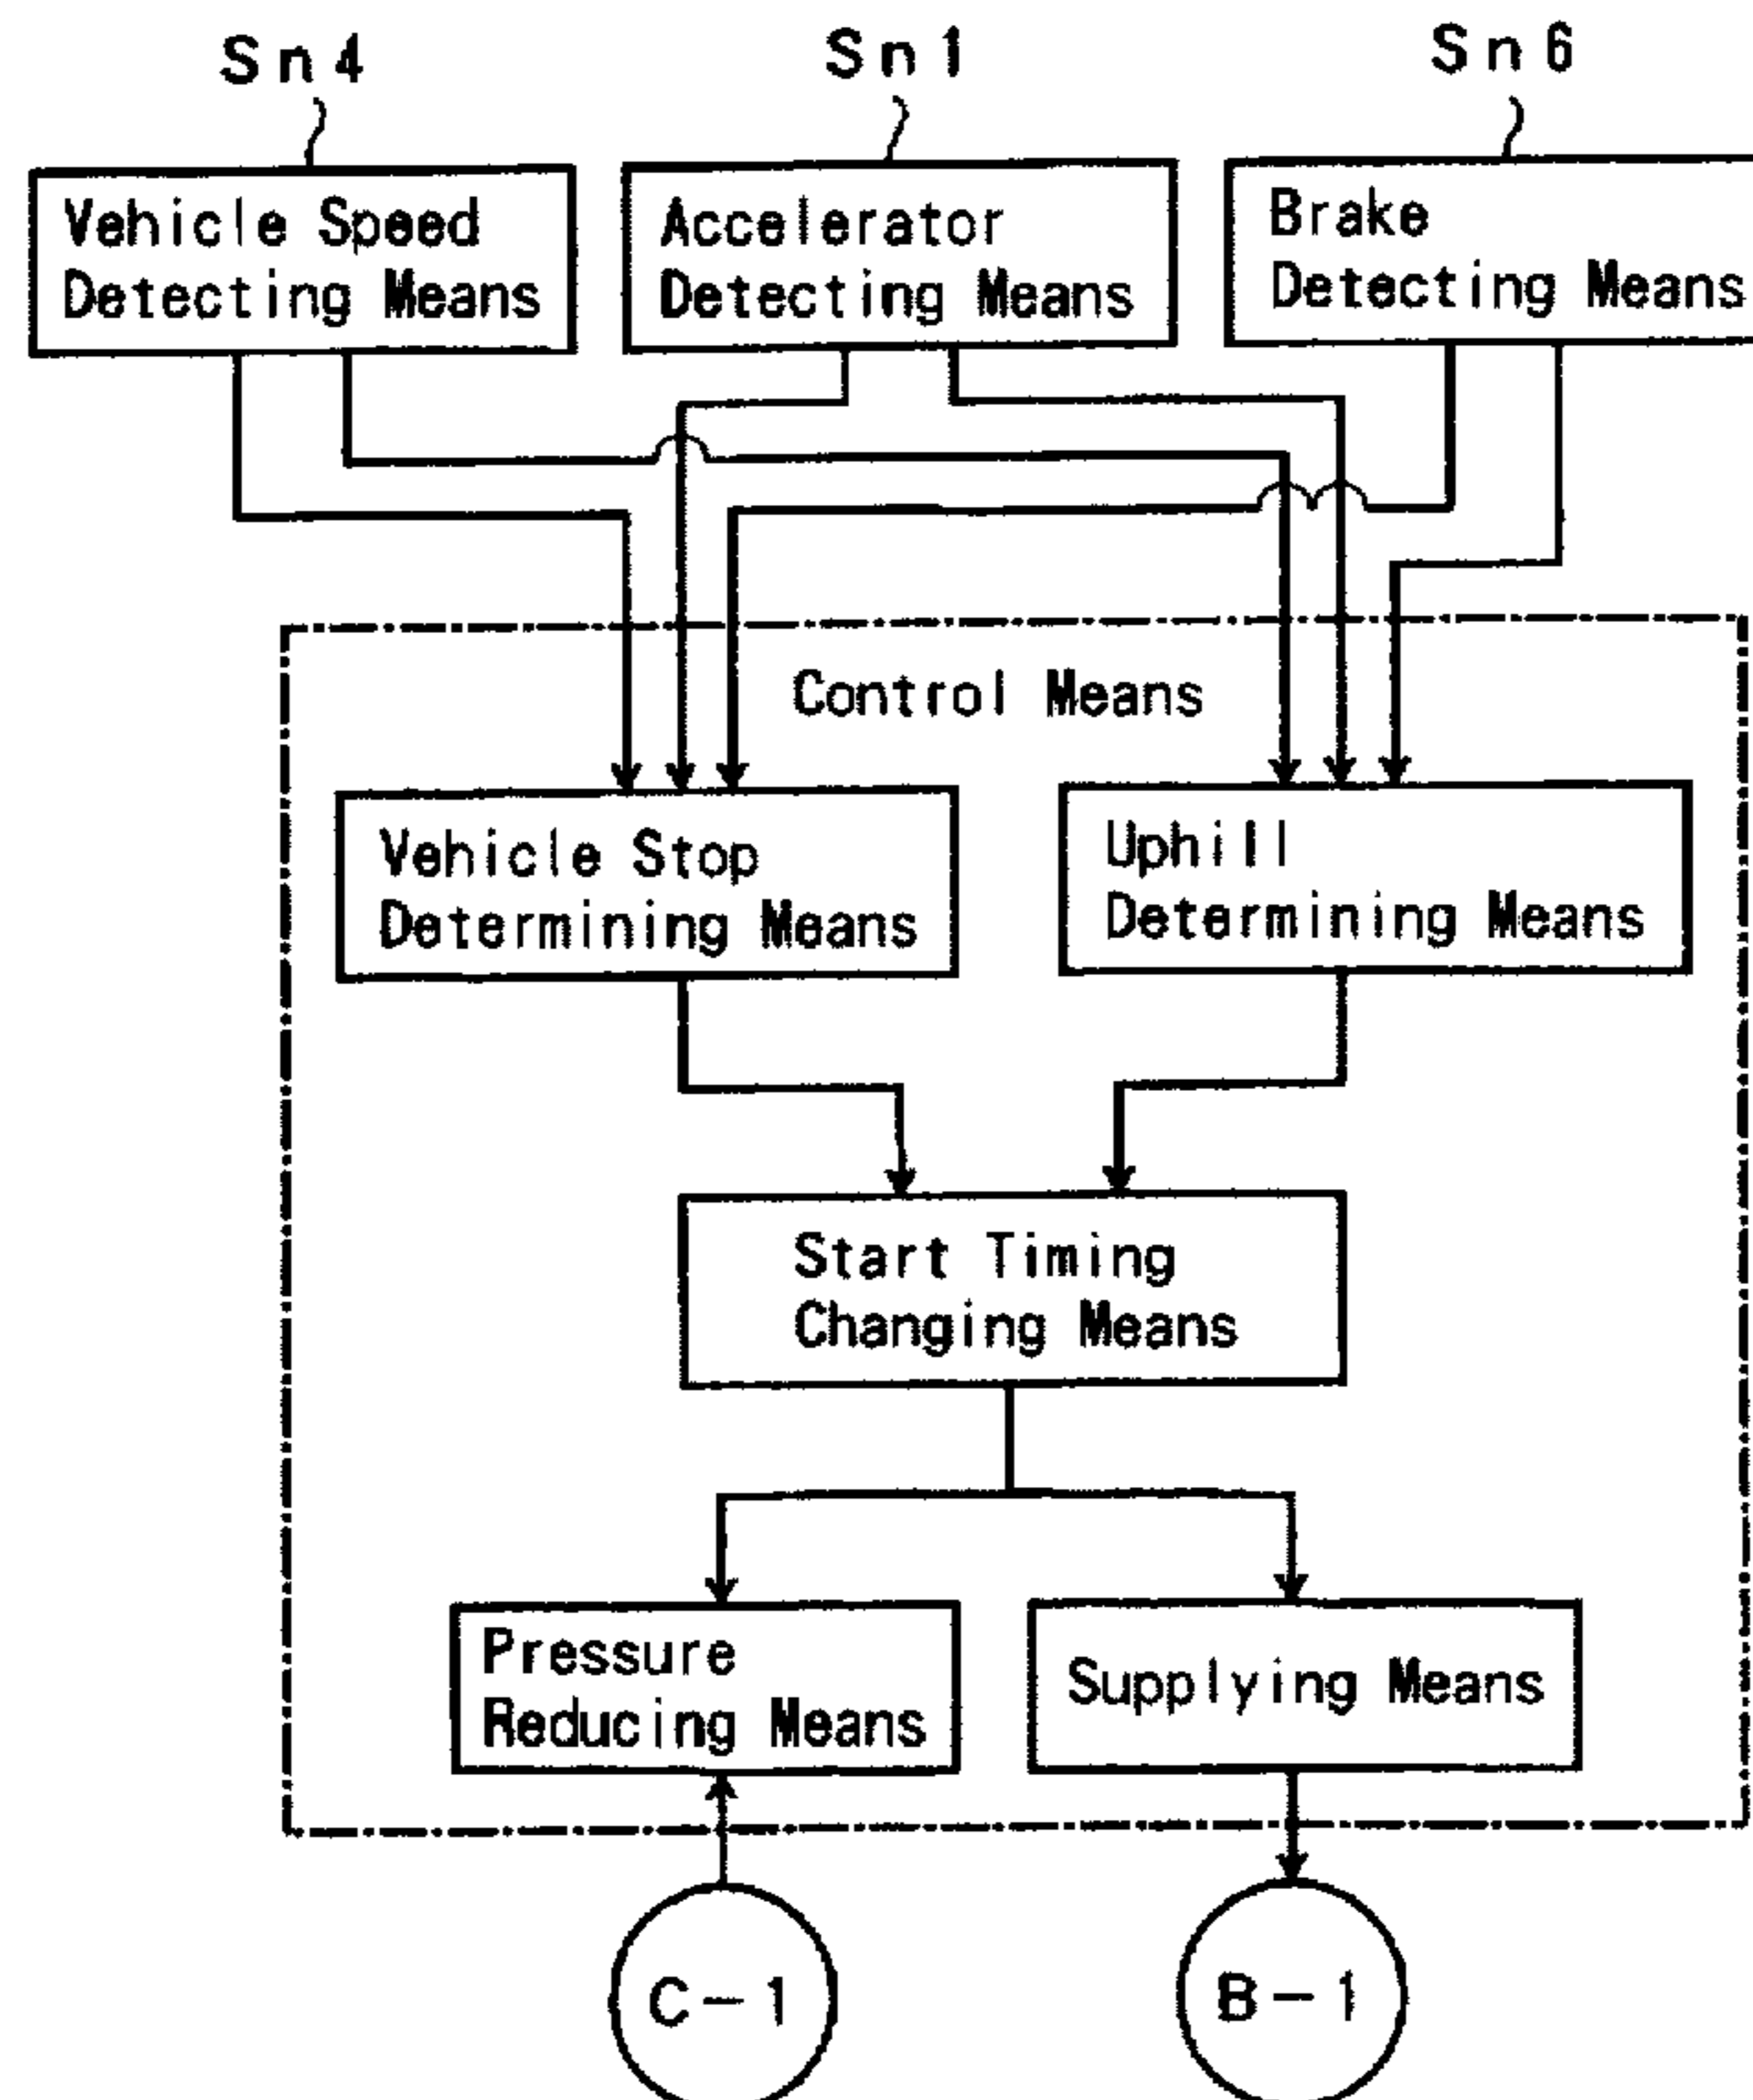 Sn4
Sn1
Sn6
Vehicle Speed
Detecting Means
Accelerator
Detecting Means
Brake
Detecting Means
Control Means
Vehicle Stop
Determining Means
Uphill
Determining Means
Start Timing
Changing Means
Pressure
Reducing Means
Supplying Means
C-1
B-1